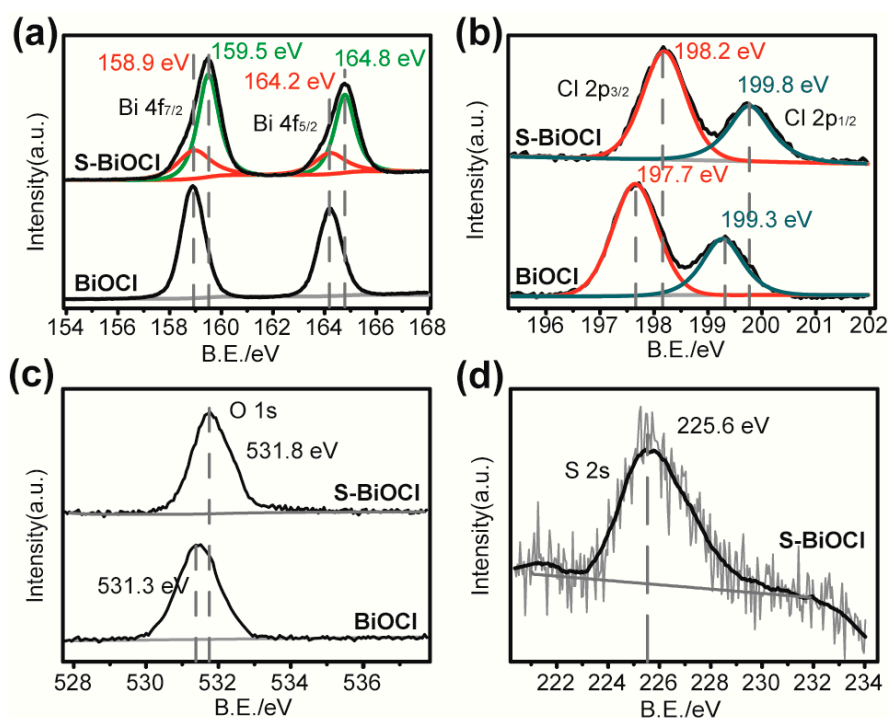 (a)
158.9 eV
159.5 eV
164.2 eV
164.8 eV
Bi 4f7/2
Bi 4f5/2
S-BiOCl
BiOCl
Intensity(a.u.)
154 156 158 160 162 164 166 168
B.E./eV
(b)
198.2 eV
199.8 eV
Cl 2p3/2
Cl 2p1/2
S-BiOCl
197.7 eV
199.3 eV
BiOCl
Intensity(a.u.)
196 197 198 199 200 201 202
B.E./eV
(c)
O 1s
531.8 eV
S-BiOCl
531.3 eV
BiOCl
Intensity(a.u.)
528 530 532 534 536
B.E./eV
(d)
225.6 eV
S 2s
S-BiOCl
Intensity(a.u.)
222 224 226 228 230 232 234
B.E./eV